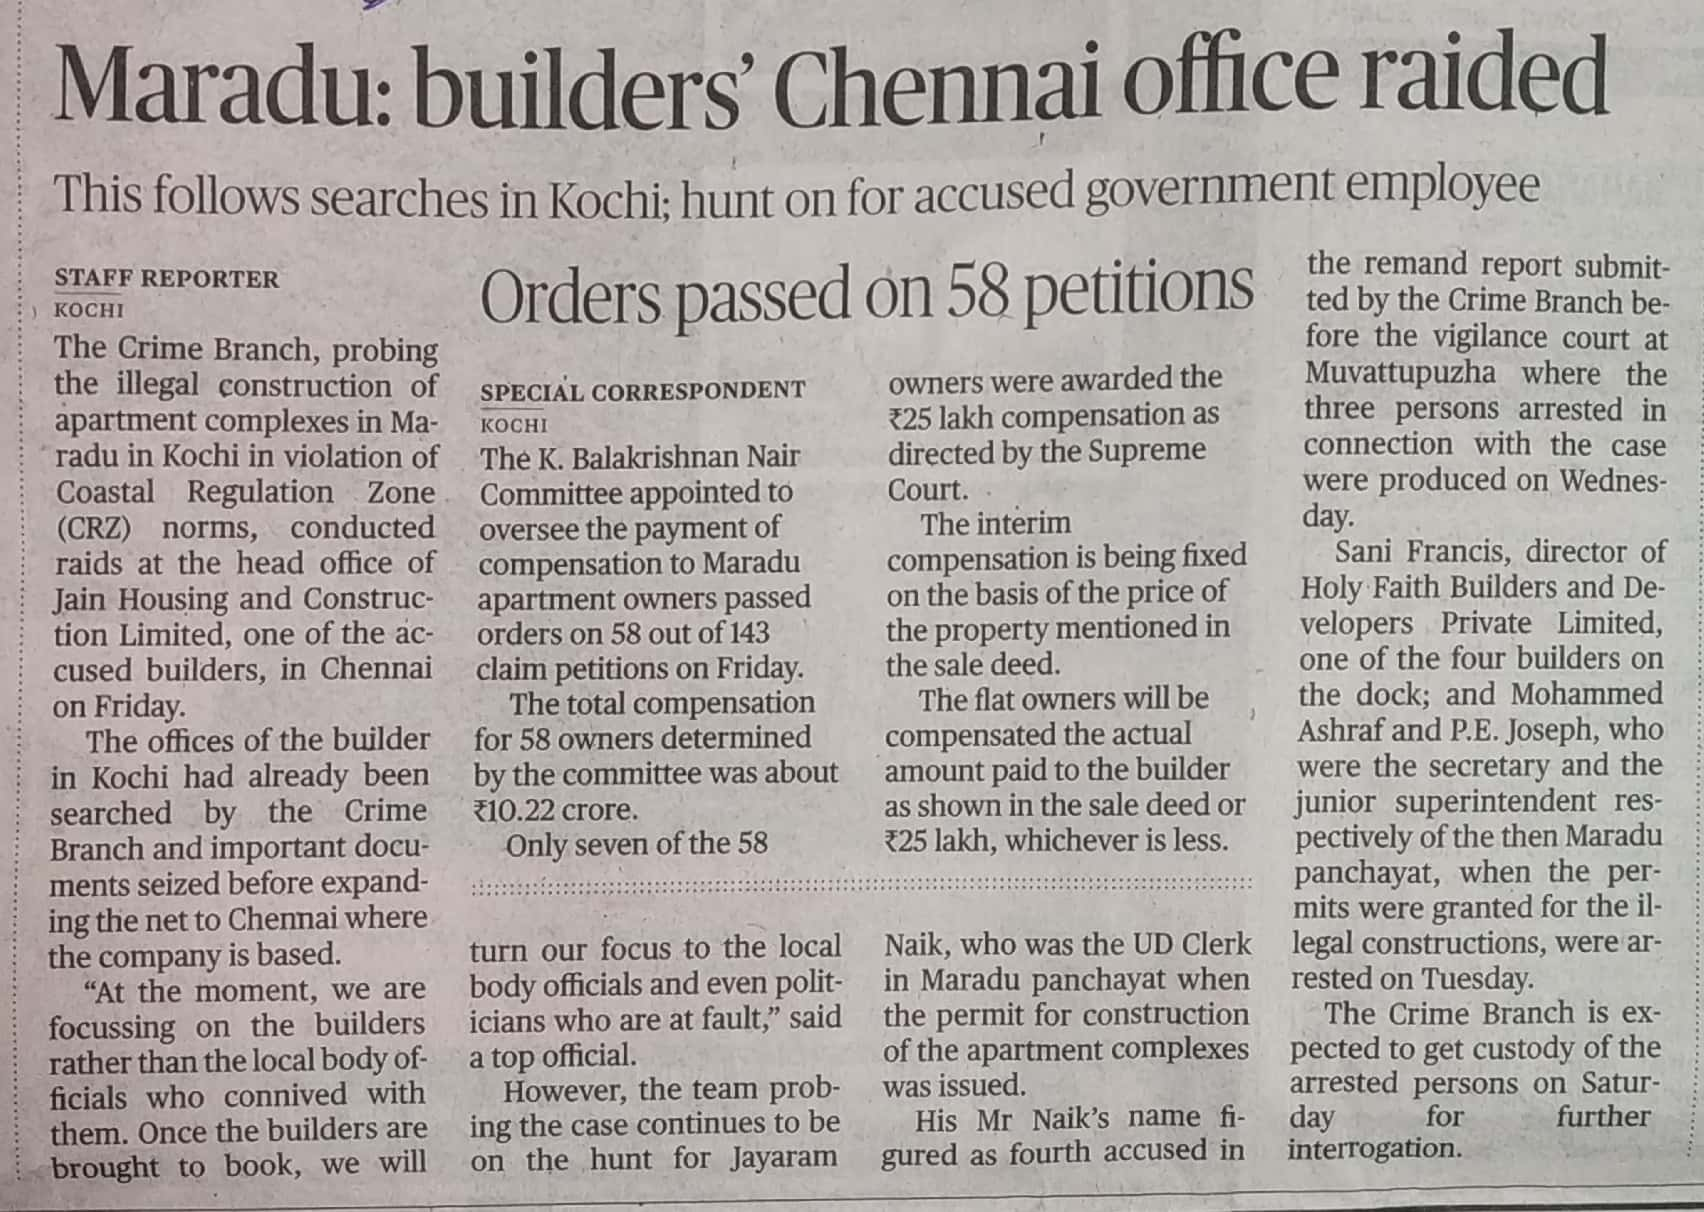 Maradu: builders’ Chennai office raided
This follows searches in Kochi; hunt on for accused government employee
STAFF REPORTER
KOCHI
The Crime Branch, probing
the illegal construction of
apartment complexes in Ma-
radu in Kochi in violation of
Coastal Regulation Zone
(CRZ) norms, conducted
raids at the head office of
Jain Housing and Construc-
tion Limited, one of the ac-
cused builders, in Chennai
on Friday.
The offices of the builder
in Kochi had already been
searched by the Crime
Branch and important docu-
ments seized before expand-
ing the net to Chennai where
the company is based.
“At the moment, we are
focussing on the builders
rather than the local body of-
ficials who connived with
them. Once the builders are
brought to book, we will
turn our focus to the local
body officials and even polit-
icians who are at fault,” said
a top official.
However, the team prob-
ing the case continues to be
on the hunt for Jayaram
Naik, who was the UD Clerk
in Maradu panchayat when
the permit for construction
of the apartment complexes
was issued.
His Mr Naik’s name fi-
gured as fourth accused in
the remand report submit-
ted by the Crime Branch be-
fore the vigilance court at
Muvattupuzha where the
three persons arrested in
connection with the case
were produced on Wednes-
day.
Sani Francis, director of
Holy Faith Builders and De-
velopers Private Limited,
one of the four builders on
the dock; and Mohammed
Ashraf and P.E. Joseph, who
were the secretary and the
junior superintendent res-
pectively of the then Maradu
panchayat, when the per-
mits were granted for the il-
legal constructions, were ar-
rested on Tuesday.
The Crime Branch is ex-
pected to get custody of the
arrested persons on Satur-
day for further
interrogation.
Orders passed on 58 petitions
SPECIAL CORRESPONDENT
KOCHI
The K. Balakrishnan Nair
Committee appointed to
oversee the payment of
compensation to Maradu
apartment owners passed
orders on 58 out of 143
claim petitions on Friday.
The total compensation
for 58 owners determined
by the committee was about
₹10.22 crore.
Only seven of the 58
owners were awarded the
₹25 lakh compensation as
directed by the Supreme
Court.
The interim
compensation is being fixed
on the basis of the price of
the property mentioned in
the sale deed.
The flat owners will be
compensated the actual
amount paid to the builder
as shown in the sale deed or
₹25 lakh, whichever is less.